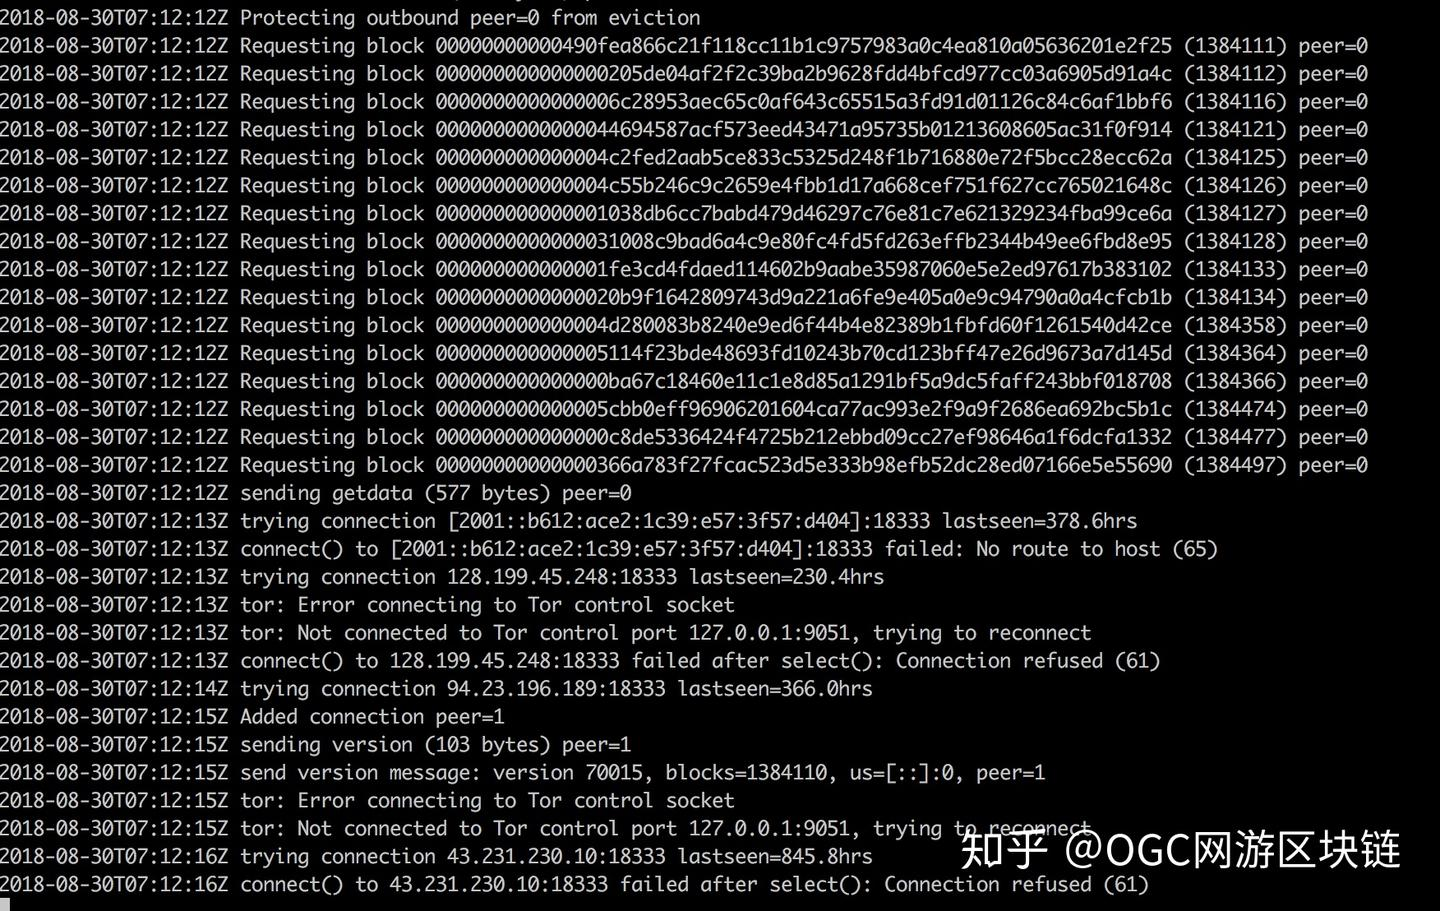 2018-08-30T07:12:12Z Protecting outbound peer=0 from eviction
2018-08-30T07:12:12Z Requesting block 00000000000490fea866c21f118cc11b1c9757983a0c4ea810a05636201e2f25 (1384111) peer=0
2018-08-30T07:12:12Z Requesting block 000000000000000205de04af2f2c39ba2b9628fdd4bfcd977cc03a6905d91a4c (1384112) peer=0
2018-08-30T07:12:12Z Requesting block 0000000000000006c28953aec65c0af643c65515a3fd91d01126c84c6af1bbf6 (1384116) peer=0
2018-08-30T07:12:12Z Requesting block 0000000000000044694587acf573eed43471a95735b01213608605ac31f0f914 (1384121) peer=0
2018-08-30T07:12:12Z Requesting block 000000000000004c2fed2aab5ce833c5325d248f1b716880e72f5bcc28ecc62a (1384125) peer=0
2018-08-30T07:12:12Z Requesting block 000000000000004c55b246c9c2659e4fbb1d17a668cef751f627cc765021648c (1384126) peer=0
2018-08-30T07:12:12Z Requesting block 000000000000001038db6cc7babd479d46297c76e81c7e621329234fba99ce6a (1384127) peer=0
2018-08-30T07:12:12Z Requesting block 0000000000000031008c9bad6a4c9e80fc4fd5fd263effb2344b49ee6fbd8e95 (1384128) peer=0
2018-08-30T07:12:12Z Requesting block 000000000000001fe3cd4fdaed114602b9aabe35987060e5e2ed97617b383102 (1384133) peer=0
2018-08-30T07:12:12Z Requesting block 0000000000000020b9f1642809743d9a221a6fe9e405a0e9c94790a0a4cfcb1b (1384134) peer=0
2018-08-30T07:12:12Z Requesting block 000000000000004d280083b8240e9ed6f44b4e82389b1fbfd60f1261540d42ce (1384358) peer=0
2018-08-30T07:12:12Z Requesting block 000000000000005114f23bde48693fd10243b70cd123bff47e26d9673a7d145d (1384364) peer=0
2018-08-30T07:12:12Z Requesting block 000000000000000ba67c18460e11c1e8d85a1291bf5a9dc5faff243bbf018708 (1384366) peer=0
2018-08-30T07:12:12Z Requesting block 000000000000005cbb0eff96906201604ca77ac993e2f9a9f2686ea692bc5b1c (1384474) peer=0
2018-08-30T07:12:12Z Requesting block 000000000000000c8de5336424f4725b212ebbd09cc27ef98646a1f6dcfa1332 (1384477) peer=0
2018-08-30T07:12:12Z Requesting block 00000000000000366a783f27fcac523d5e333b98efb52dc28ed07166e5e55690 (1384497) peer=0
2018-08-30T07:12:12Z sending getdata (577 bytes) peer=0
2018-08-30T07:12:13Z trying connection [2001::b612:ace2:1c39:e57:3f57:d404]:18333 lastseen=378.6hrs
2018-08-30T07:12:13Z connect() to [2001::b612:ace2:1c39:e57:3f57:d404]:18333 failed: No route to host (65)
2018-08-30T07:12:13Z trying connection 128.199.45.248:18333 lastseen=230.4hrs
2018-08-30T07:12:13Z tor: Error connecting to Tor control socket
2018-08-30T07:12:13Z tor: Not connected to Tor control port 127.0.0.1:9051, trying to reconnect
2018-08-30T07:12:13Z connect() to 128.199.45.248:18333 failed after select(): Connection refused (61)
2018-08-30T07:12:14Z trying connection 94.23.196.189:18333 lastseen=366.0hrs
2018-08-30T07:12:15Z Added connection peer=1
2018-08-30T07:12:15Z sending version (103 bytes) peer=1
2018-08-30T07:12:15Z send version message: version 70015, blocks=1384110, us=[::]:0, peer=1
2018-08-30T07:12:15Z tor: Error connecting to Tor control socket
2018-08-30T07:12:15Z tor: Not connected to Tor control port 127.0.0.1:9051, trying to reconnect
2018-08-30T07:12:16Z trying connection 43.231.230.10:18333 lastseen=845.8hrs
2018-08-30T07:12:16Z connect() to 43.231.230.10:18333 failed after select(): Connection refused (61)
知乎 @OGC网游区块链